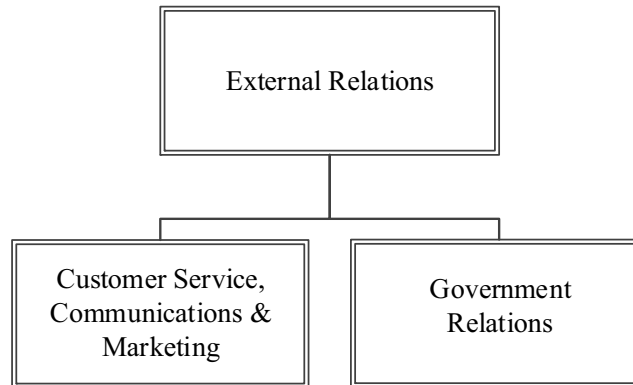 External Relations
Customer Service,
Communications &
Marketing
Government
Relations